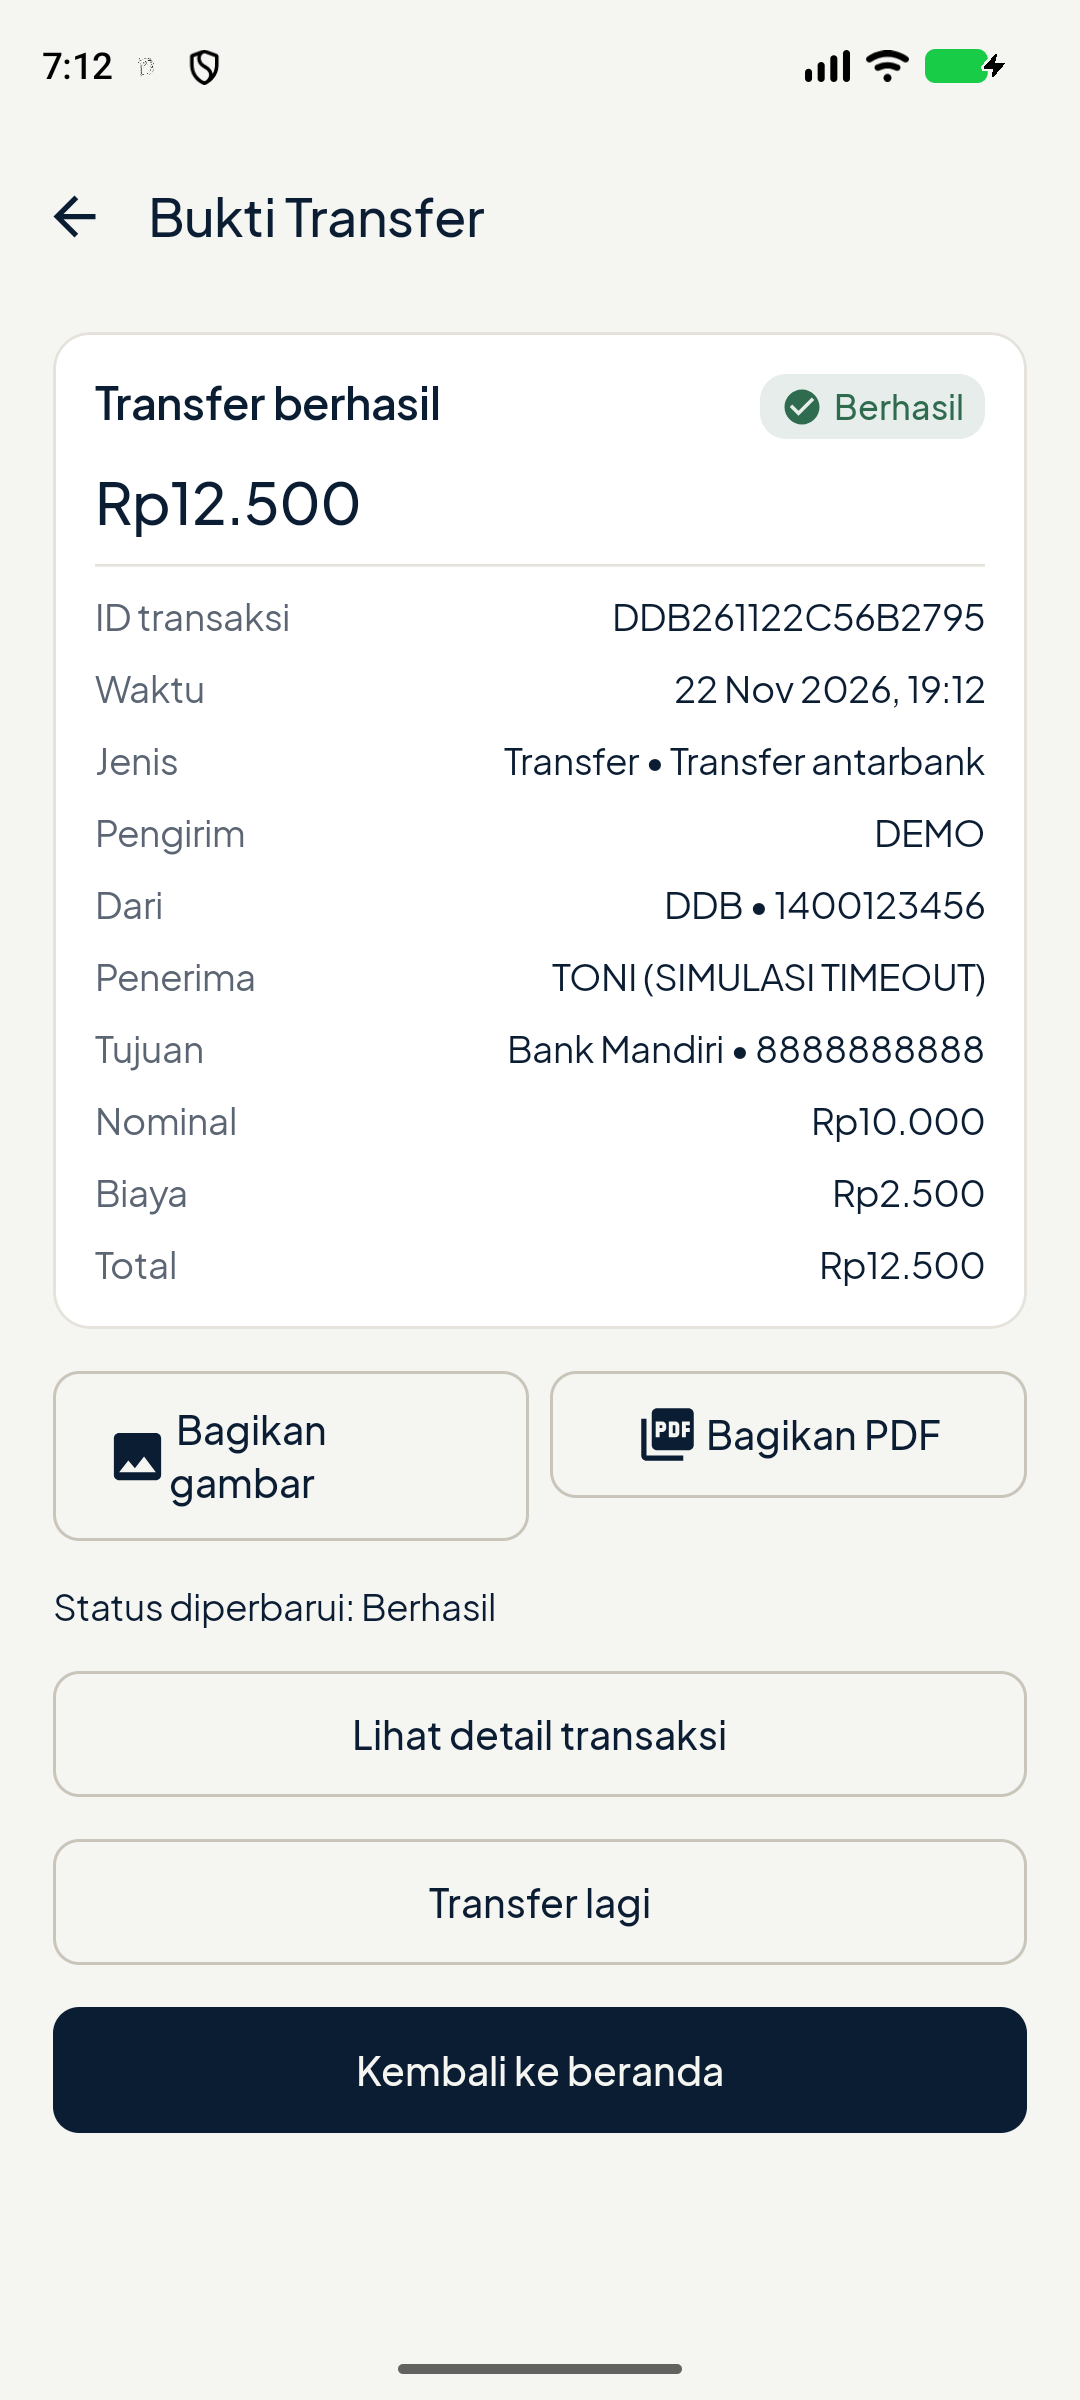 7:12
Bukti Transfer
Transfer berhasil
Berhasil
Rp12.500
ID transaksi DDB261122C56B2795
Waktu 22 Nov 2026, 19:12
Jenis Transfer • Transfer antarbank
Pengirim DEMO
Dari DDB • 1400123456
Penerima TONI (SIMULASI TIMEOUT)
Tujuan Bank Mandiri • 8888888888
Nominal Rp10.000
Biaya Rp2.500
Total Rp12.500
Bagikan
gambar
PDF Bagikan PDF
Status diperbarui: Berhasil
Lihat detail transaksi
Transfer lagi
Kembali ke beranda